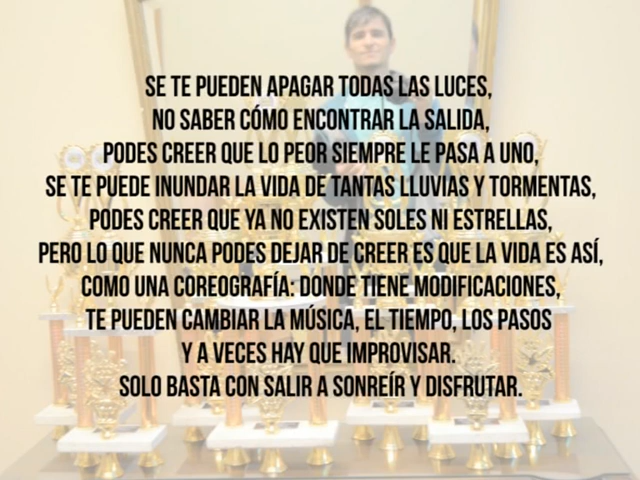 SE TE PUEDEN APAGAR TODAS LAS LUCES,
NO SABER CÓMO ENCONTRAR LA SALIDA,
PODES CREER QUE LO PEOR SIEMPRE LE PASA A UNO,
SE TE PUEDE INUNDAR LA VIDA DE TANTAS LLUVIAS Y TORMENTAS,
PODES CREER QUE YA NO EXISTEN SOLES NI ESTRELLAS,
PERO LO QUE NUNCA PODES DEJAR DE CREER ES QUE LA VIDA ES ASÍ,
COMO UNA COREOGRAFÍA: DONDE TIENE MODIFICACIONES,
TE PUEDEN CAMBIAR LA MÚSICA, EL TIEMPO, LOS PASOS
Y A VECES HAY QUE IMPROVISAR.
SOLO BASTA CON SALIR A SONREÍR Y DISFRUTAR.